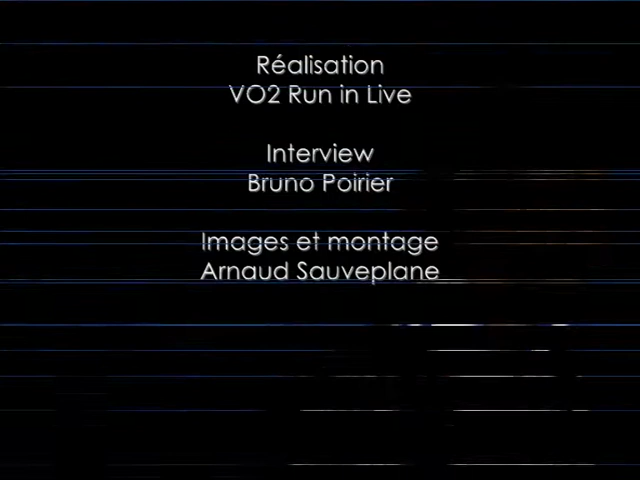 Réalisation
VO2 Run in Live
Interview
Bruno Poirier
Images et montage
Arnaud Sauveplane